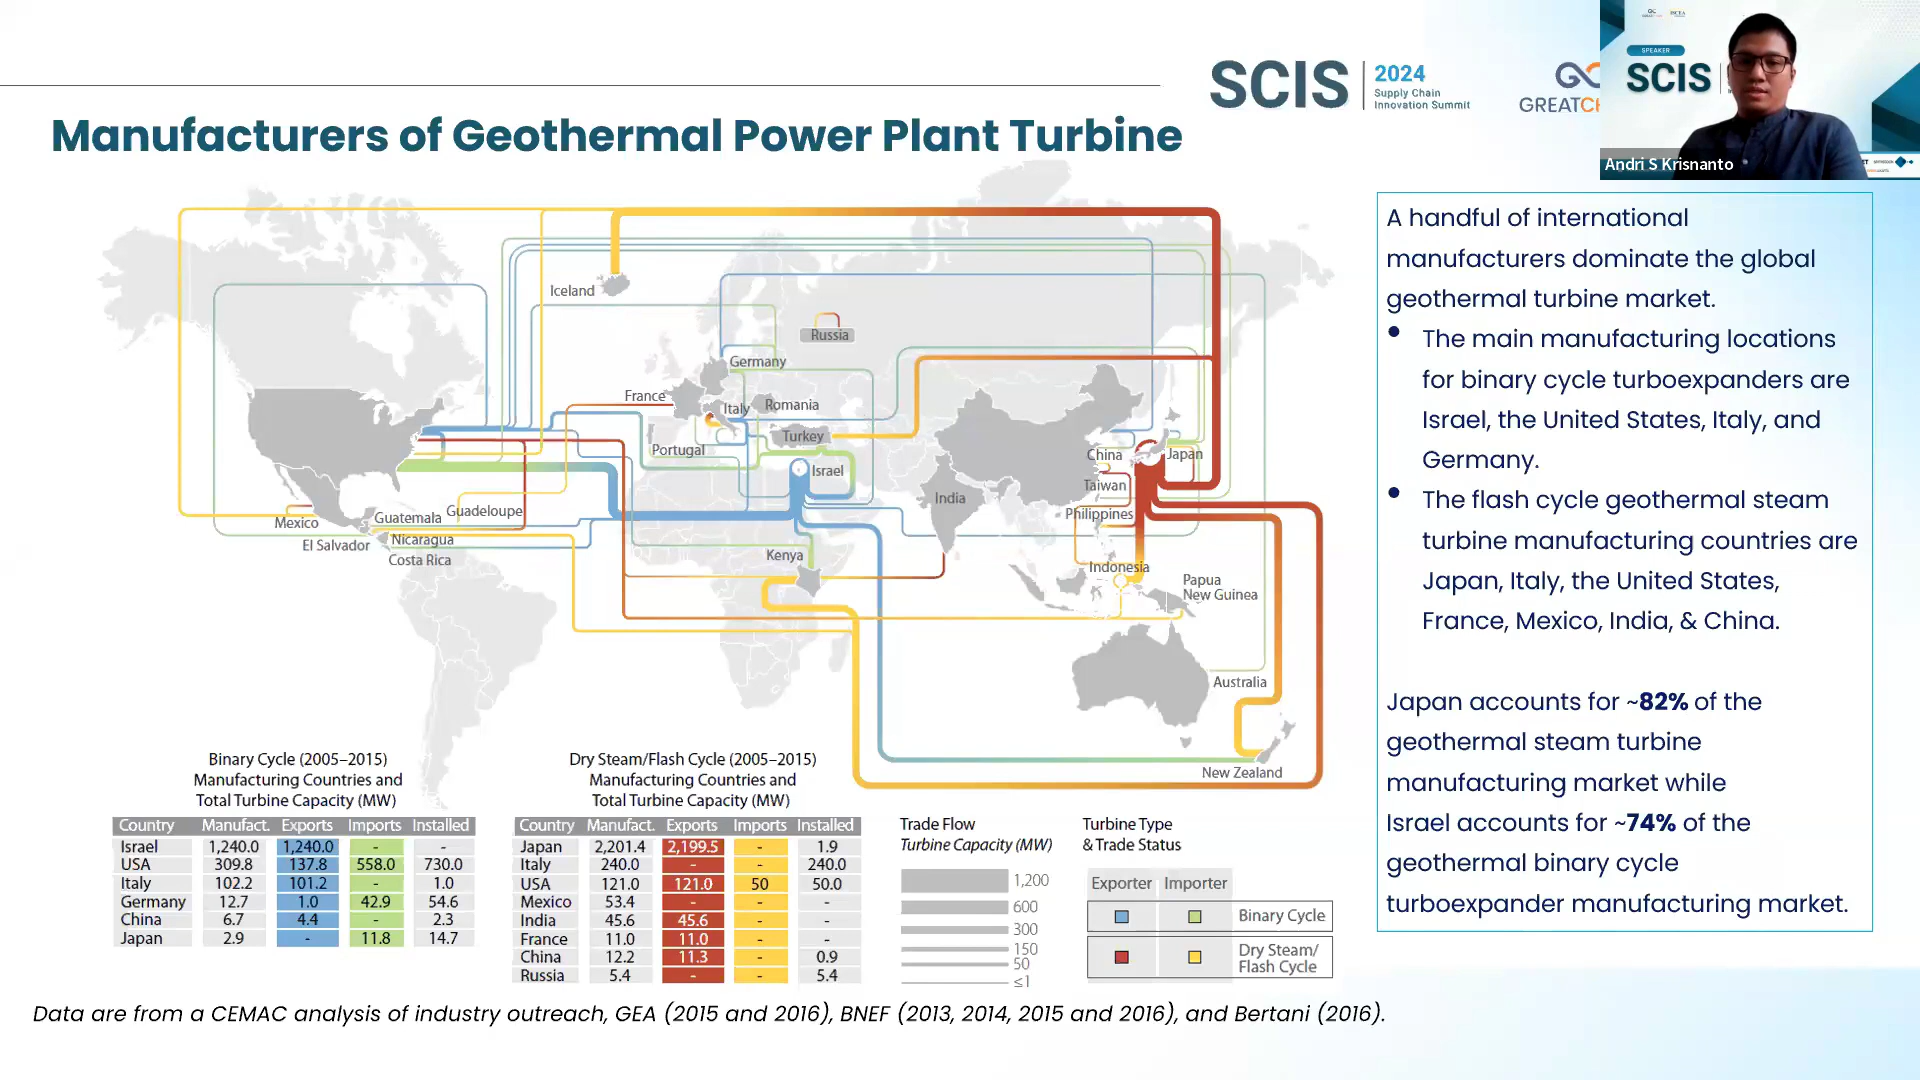 SCIS
2024
Supply Chain
Innovation Summit
GREATC
SPEAKER
SCIS
Andri S Krisnanto
Manufacturers of Geothermal Power Plant Turbine
Iceland
Russia
Germany
France
Italy
Romania
Turkey
Portugal
Israel
China
Japan
Taiwan
India
Philippines
Mexico
Guatemala
Guadeloupe
El Salvador
Nicaragua
Costa Rica
Kenya
Indonesia
Papua
New Guinea
Australia
New Zealand
Binary Cycle (2005–2015)
Manufacturing Countries and
Total Turbine Capacity (MW)
Country Manufact. Exports Imports Installed
Israel 1,240.0 1,240.0 - -
USA 309.8 137.8 558.0 730.0
Italy 102.2 101.2 - 1.0
Germany 12.7 1.0 42.9 54.6
China 6.7 4.4 - 2.3
Japan 2.9 - 11.8 14.7
Dry Steam/Flash Cycle (2005–2015)
Manufacturing Countries and
Total Turbine Capacity (MW)
Country Manufact. Exports Imports Installed
Japan 2,201.4 2,199.5 - 1.9
Italy 240.0 - - 240.0
USA 121.0 121.0 50 50.0
Mexico 53.4 - - -
India 45.6 45.6 - -
France 11.0 11.0 - -
China 12.2 11.3 - 0.9
Russia 5.4 - - 5.4
Trade Flow
Turbine Capacity (MW)
1,200
600
300
150
50
≤1
Turbine Type
& Trade Status
Exporter Importer
Binary Cycle
Dry Steam/
Flash Cycle
A handful of international
manufacturers dominate the global
geothermal turbine market.
• The main manufacturing locations
for binary cycle turboexpanders are
Israel, the United States, Italy, and
Germany.
• The flash cycle geothermal steam
turbine manufacturing countries are
Japan, Italy, the United States,
France, Mexico, India, & China.
Japan accounts for ~82% of the
geothermal steam turbine
manufacturing market while
Israel accounts for ~74% of the
geothermal binary cycle
turboexpander manufacturing market.
Data are from a CEMAC analysis of industry outreach, GEA (2015 and 2016), BNEF (2013, 2014, 2015 and 2016), and Bertani (2016).